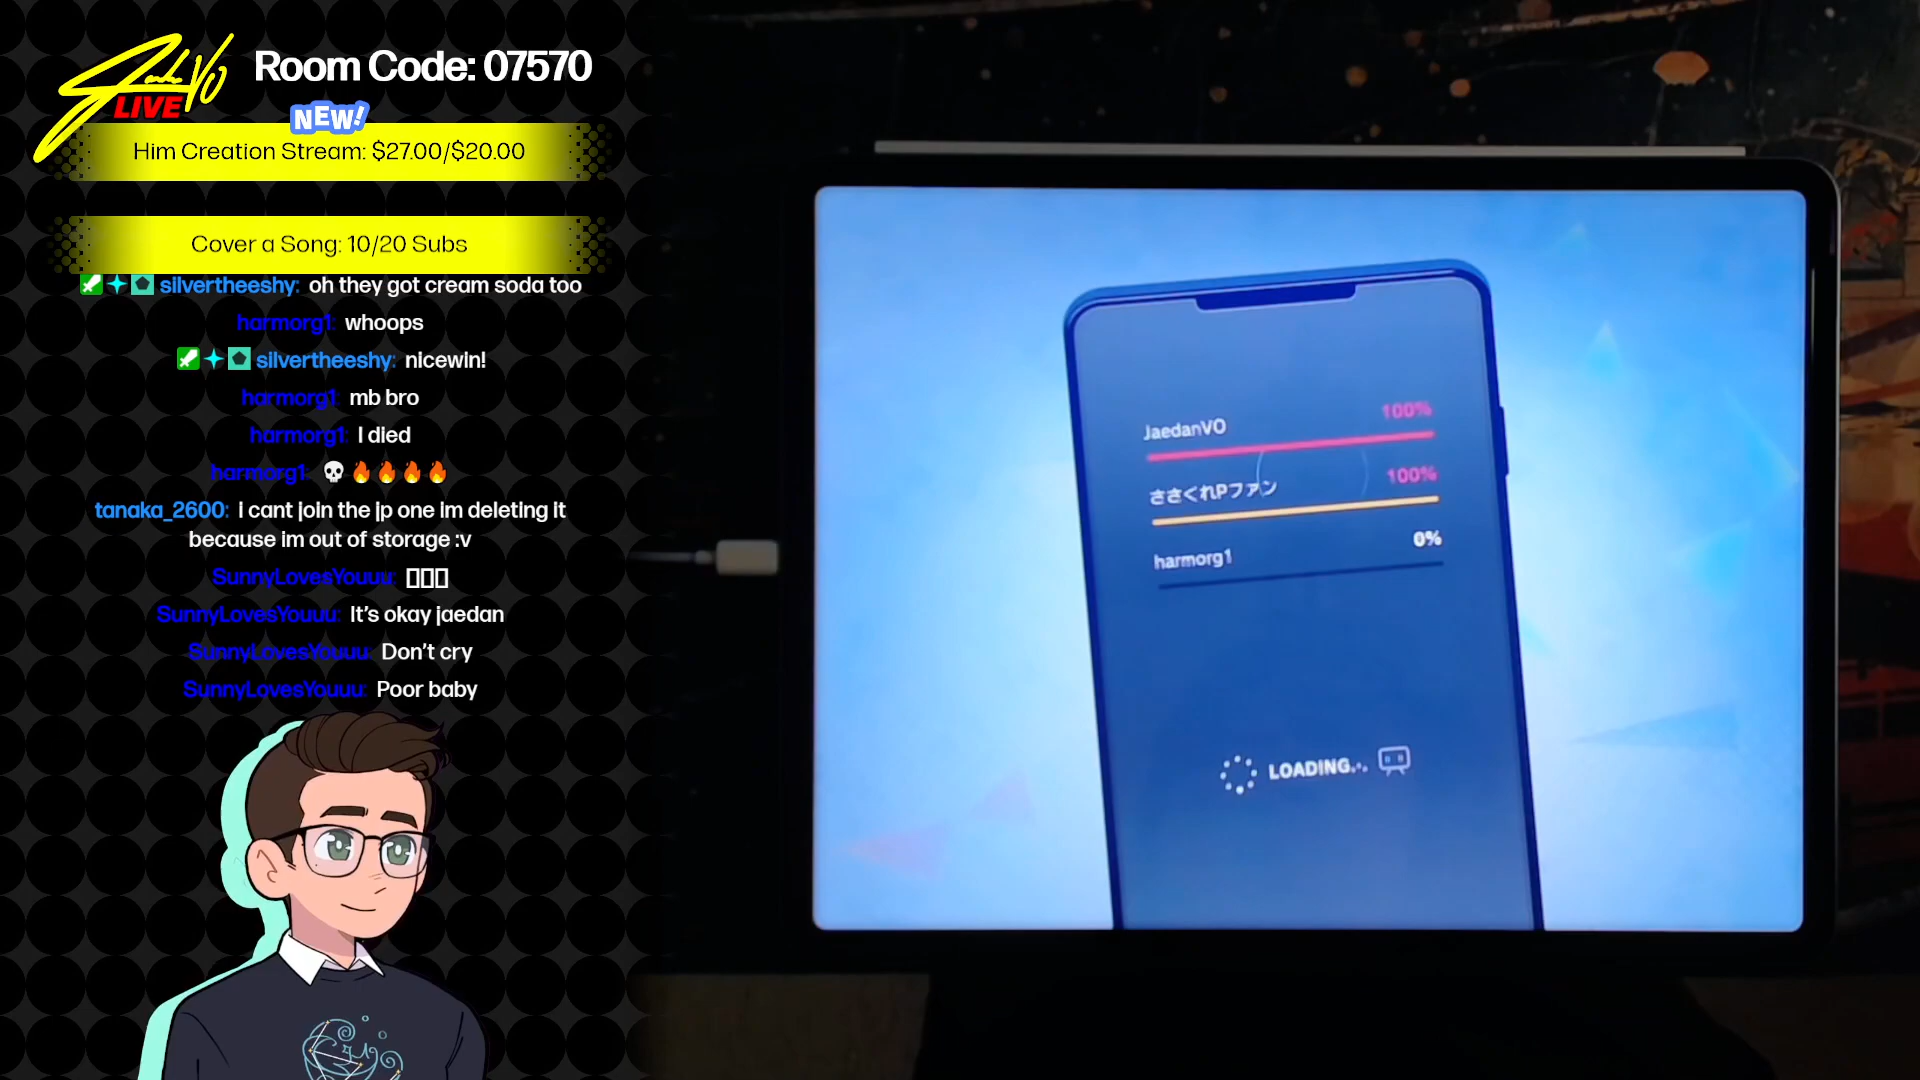 Jaedan VO
LIVE
Room Code: 07570
NEW!
Him Creation Stream: $27.00/$20.00
Cover a Song: 10/20 Subs
silvertheeshy: oh they got cream soda too
harmorg1: whoops
silvertheeshy: nicewin!
harmorg1: mb bro
harmorg1: I died
harmorg1: 💀🔥🔥🔥🔥
tanaka_2600: i cant join the jp one im deleting it
because im out of storage :v
SunnyLovesYouuu: ▯▯▯
SunnyLovesYouuu: It’s okay jaedan
SunnyLovesYouuu: Don’t cry
SunnyLovesYouuu: Poor baby
JaedanVO 100%
ささくれPファン 100%
harmorg1 0%
LOADING...